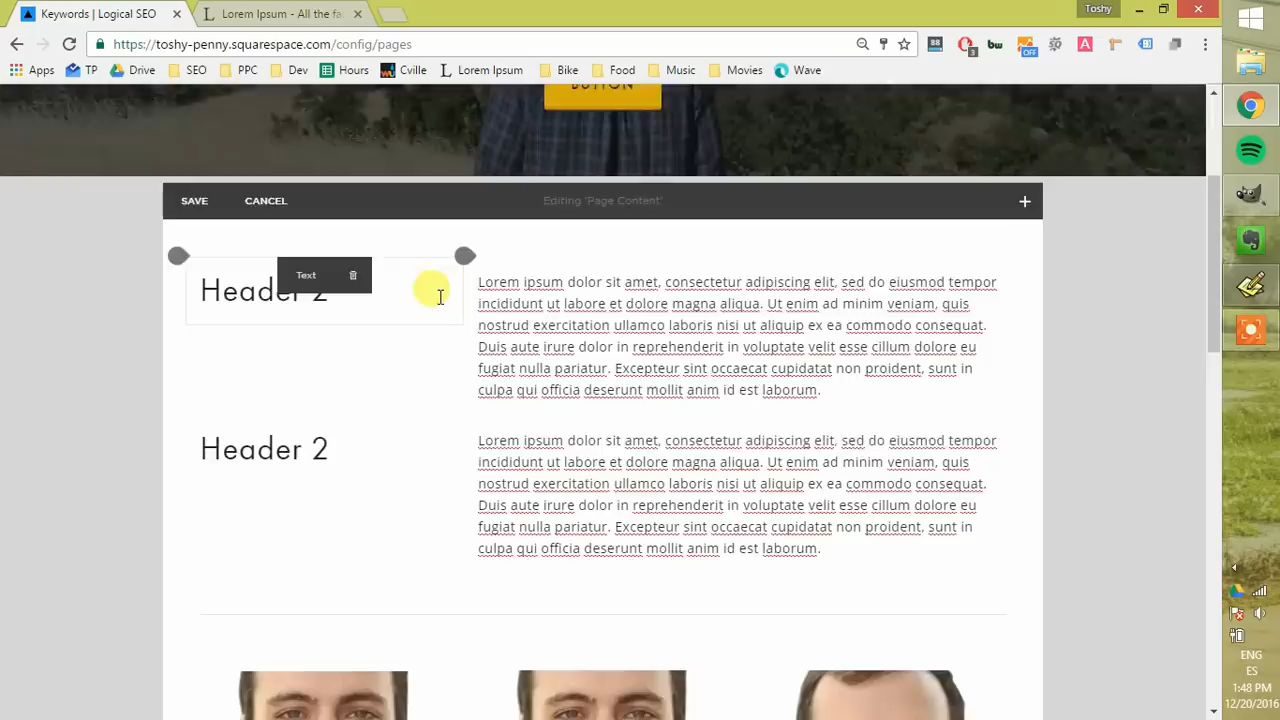 Keywords | Logical SEO
Lorem Ipsum - All the fa
Toshy
https://toshy-penny.squarespace.com/config/pages
88
3
bw
OFF
A
Apps
TP
Drive
SEO
PPC
Dev
Hours
Cville
L
Lorem Ipsum
Bike
Food
Music
Movies
Wave
BUTTON
SAVE
CANCEL
Editing 'Page Content'
+
Text
Header 2
Lorem ipsum dolor sit amet, consectetur adipiscing elit, sed do eiusmod tempor
incididunt ut labore et dolore magna aliqua. Ut enim ad minim veniam, quis
nostrud exercitation ullamco laboris nisi ut aliquip ex ea commodo consequat.
Duis aute irure dolor in reprehenderit in voluptate velit esse cillum dolore eu
fugiat nulla pariatur. Excepteur sint occaecat cupidatat non proident, sunt in
culpa qui officia deserunt mollit anim id est laborum.
Header 2
Lorem ipsum dolor sit amet, consectetur adipiscing elit, sed do eiusmod tempor
incididunt ut labore et dolore magna aliqua. Ut enim ad minim veniam, quis
nostrud exercitation ullamco laboris nisi ut aliquip ex ea commodo consequat.
Duis aute irure dolor in reprehenderit in voluptate velit esse cillum dolore eu
fugiat nulla pariatur. Excepteur sint occaecat cupidatat non proident, sunt in
culpa qui officia deserunt mollit anim id est laborum.
ENG
ES
1:48 PM
12/20/2016